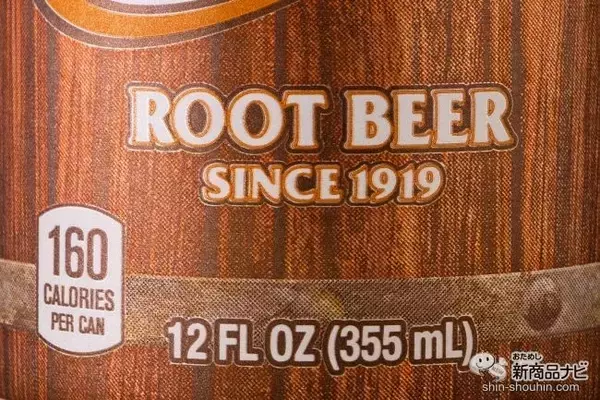 ROOT BEER
SINCE 1919
160
CALORIES
PER CAN
12 FL OZ (355 mL)
おためし
新商品ナビ
shin-shouhin.com